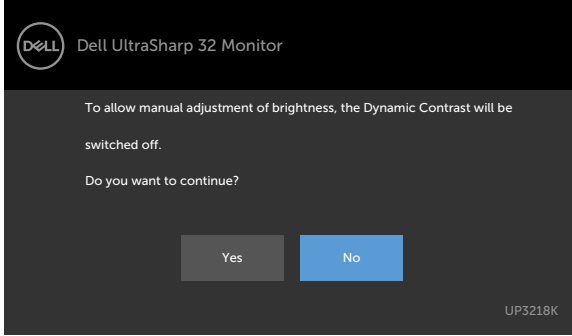 DELL
Dell UltraSharp 32 Monitor
To allow manual adjustment of brightness, the Dynamic Contrast will be
switched off.
Do you want to continue?
Yes
No
UP3218K